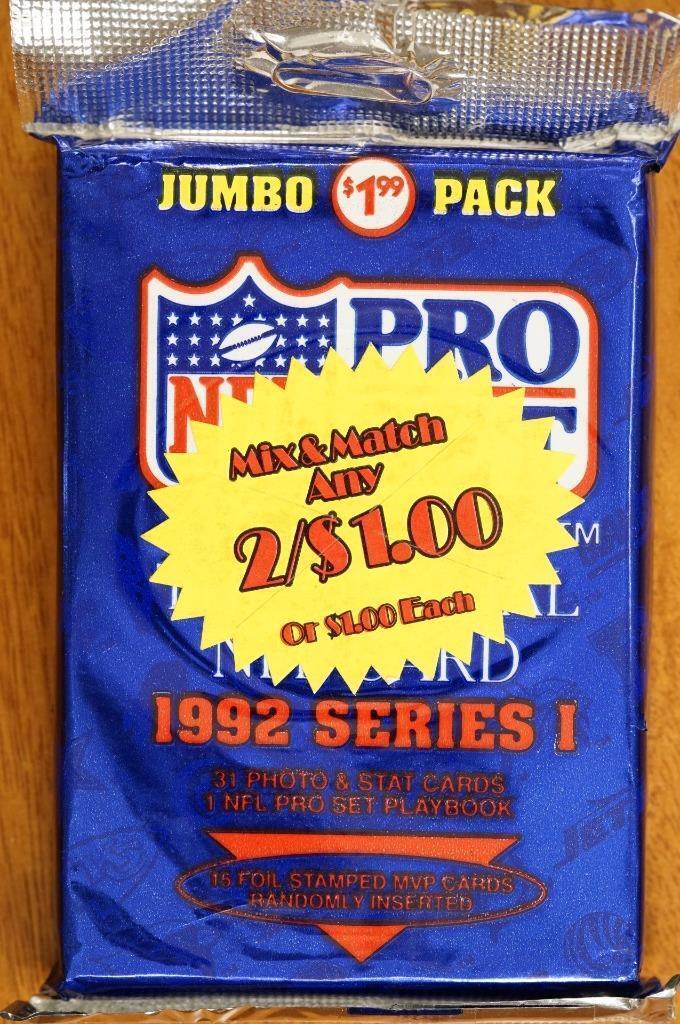 JUMBO $1.99 PACK
PRO
Mix & Match
Any
2/$1.00
Or $1.00 Each
TM
1992 SERIES I
31 PHOTO & STAT CARDS
1 NFL PRO SET PLAYBOOK
15 FOIL STAMPED MVP CARDS
RANDOMLY INSERTED
JETS